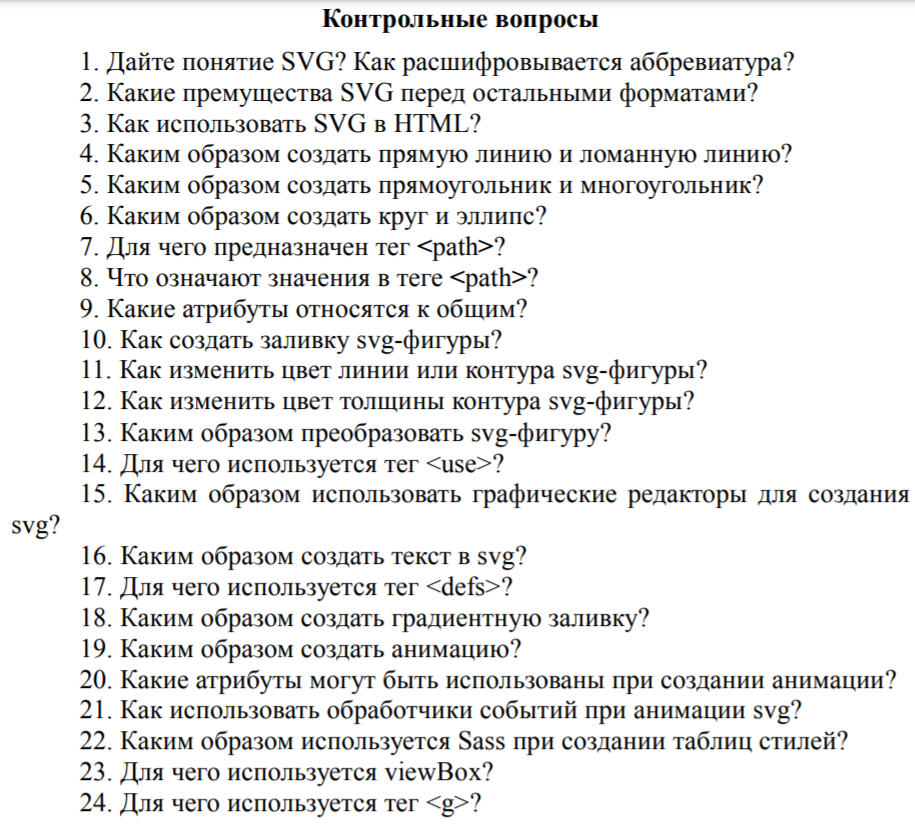 Контрольные вопросы
1. Дайте понятие SVG? Как расшифровывается аббревиатура?
2. Какие премущества SVG перед остальными форматами?
3. Как использовать SVG в HTML?
4. Каким образом создать прямую линию и ломанную линию?
5. Каким образом создать прямоугольник и многоугольник?
6. Каким образом создать круг и эллипс?
7. Для чего предназначен тег <path>?
8. Что означают значения в теге <path>?
9. Какие атрибуты относятся к общим?
10. Как создать заливку svg-фигуры?
11. Как изменить цвет линии или контура svg-фигуры?
12. Как изменить цвет толщины контура svg-фигуры?
13. Каким образом преобразовать svg-фигуру?
14. Для чего используется тег <use>?
15. Каким образом использовать графические редакторы для создания
svg?
16. Каким образом создать текст в svg?
17. Для чего используется тег <defs>?
18. Каким образом создать градиентную заливку?
19. Каким образом создать анимацию?
20. Какие атрибуты могут быть использованы при создании анимации?
21. Как использовать обработчики событий при анимации svg?
22. Каким образом используется Sass при создании таблиц стилей?
23. Для чего используется viewBox?
24. Для чего используется тег <g>?